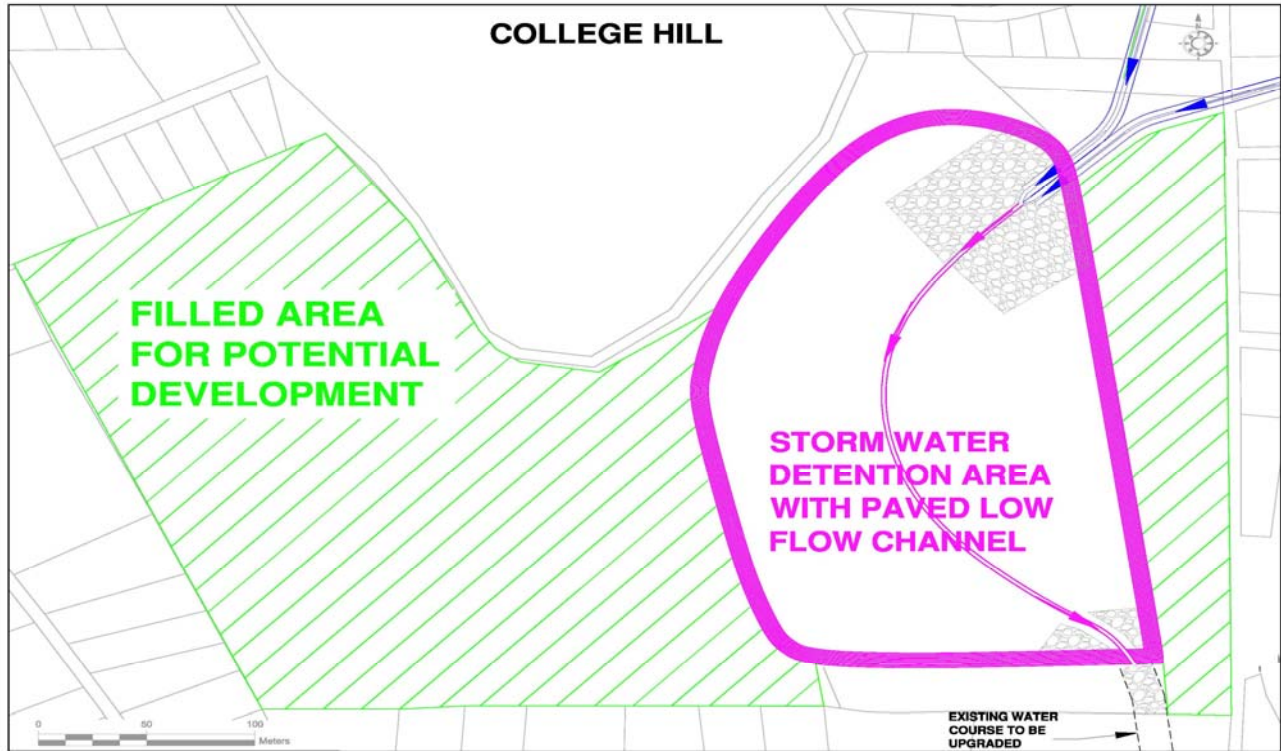 COLLEGE HILL
N
FILLED AREA
FOR POTENTIAL
DEVELOPMENT
STORM WATER
DETENTION AREA
WITH PAVED LOW
FLOW CHANNEL
0 50 100
Meters
EXISTING WATER
COURSE TO BE
UPGRADED